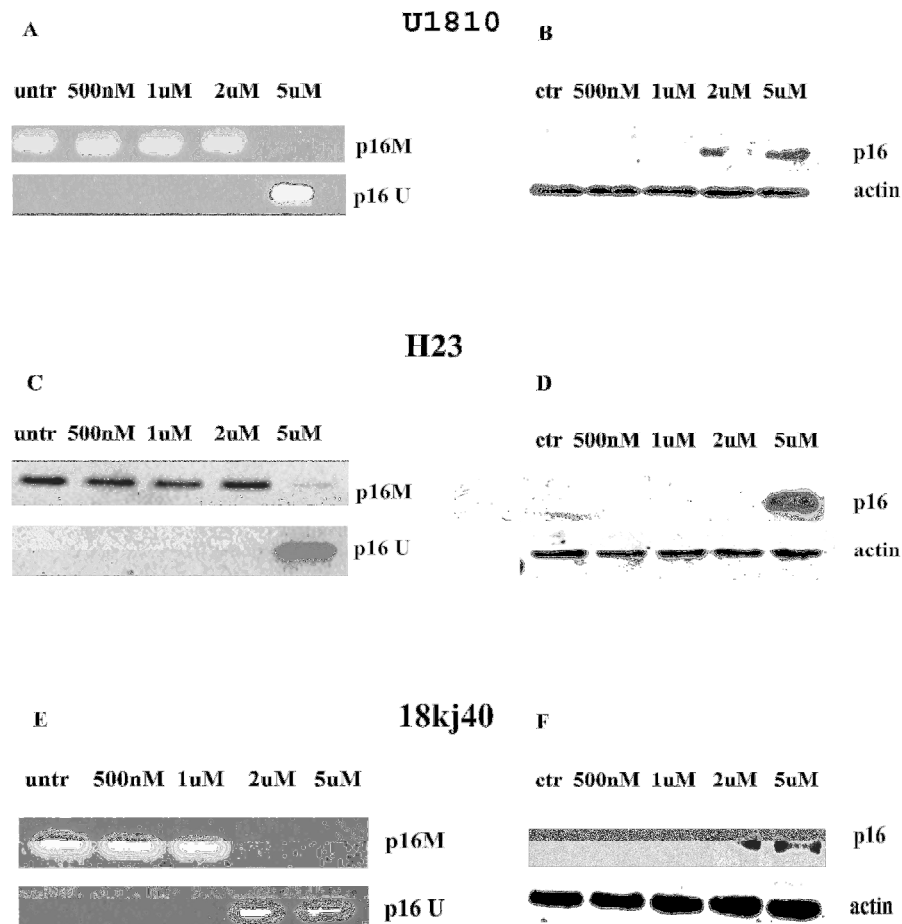 U1810
A
B
untr 500nM 1uM 2uM 5uM
ctr 500nM 1uM 2uM 5uM
p16M
p16
p16 U
actin
H23
C
D
untr 500nM 1uM 2uM 5uM
ctr 500nM 1uM 2uM 5uM
p16M
p16
p16 U
actin
18kj40
E
F
untr 500nM 1uM 2uM 5uM
ctr 500nM 1uM 2uM 5uM
p16M
p16
p16 U
actin